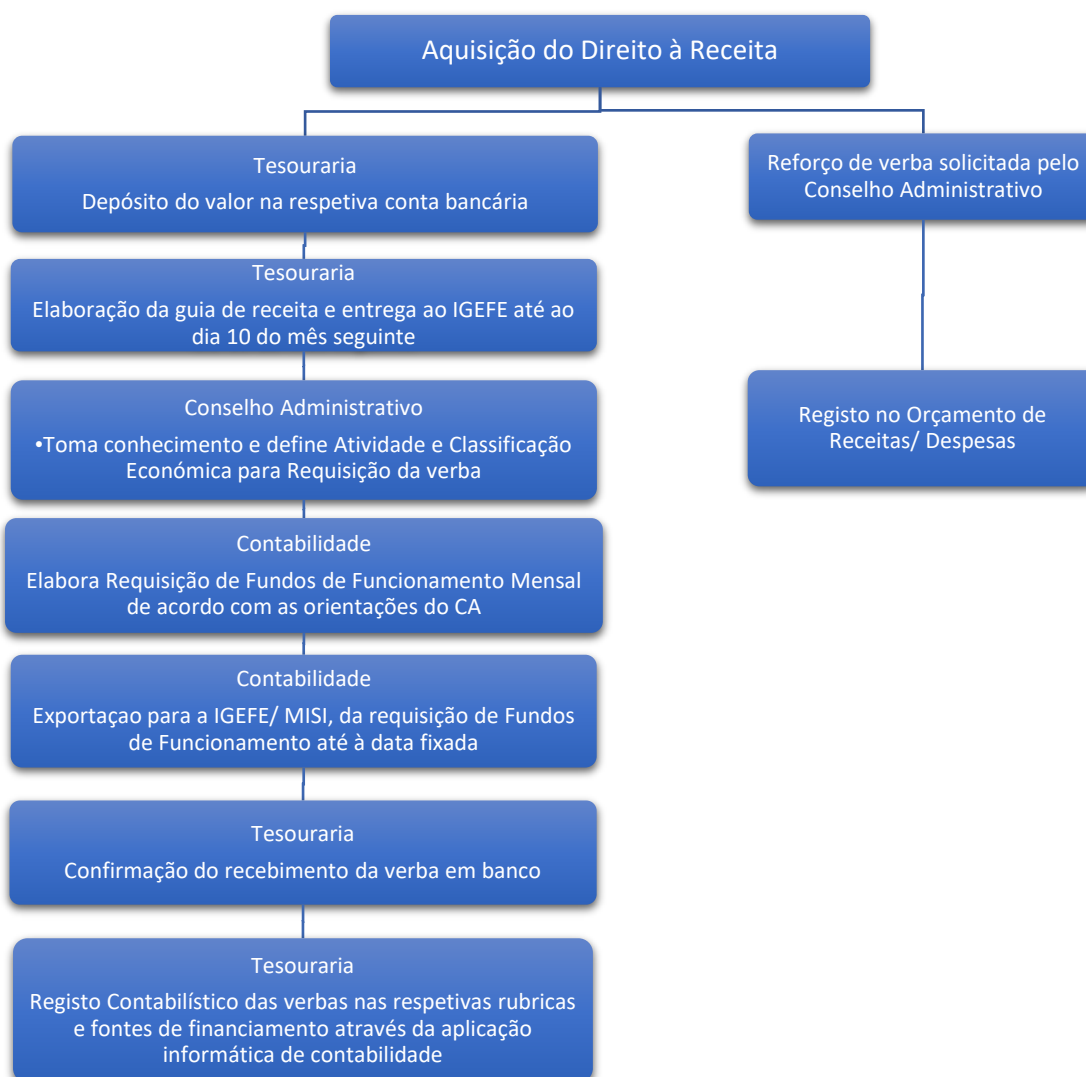 Aquisição do Direito à Receita
Tesouraria
Depósito do valor na respetiva conta bancária
Tesouraria
Elaboração da guia de receita e entrega ao IGEFE até ao
dia 10 do mês seguinte
Conselho Administrativo
•Toma conhecimento e define Atividade e Classificação
Económica para Requisição da verba
Contabilidade
Elabora Requisição de Fundos de Funcionamento Mensal
de acordo com as orientações do CA
Contabilidade
Exportaçao para a IGEFE/ MISI, da requisição de Fundos
de Funcionamento até à data fixada
Tesouraria
Confirmação do recebimento da verba em banco
Tesouraria
Registo Contabilístico das verbas nas respetivas rubricas
e fontes de financiamento através da aplicação
informática de contabilidade
Reforço de verba solicitada pelo
Conselho Administrativo
Registo no Orçamento de
Receitas/ Despesas